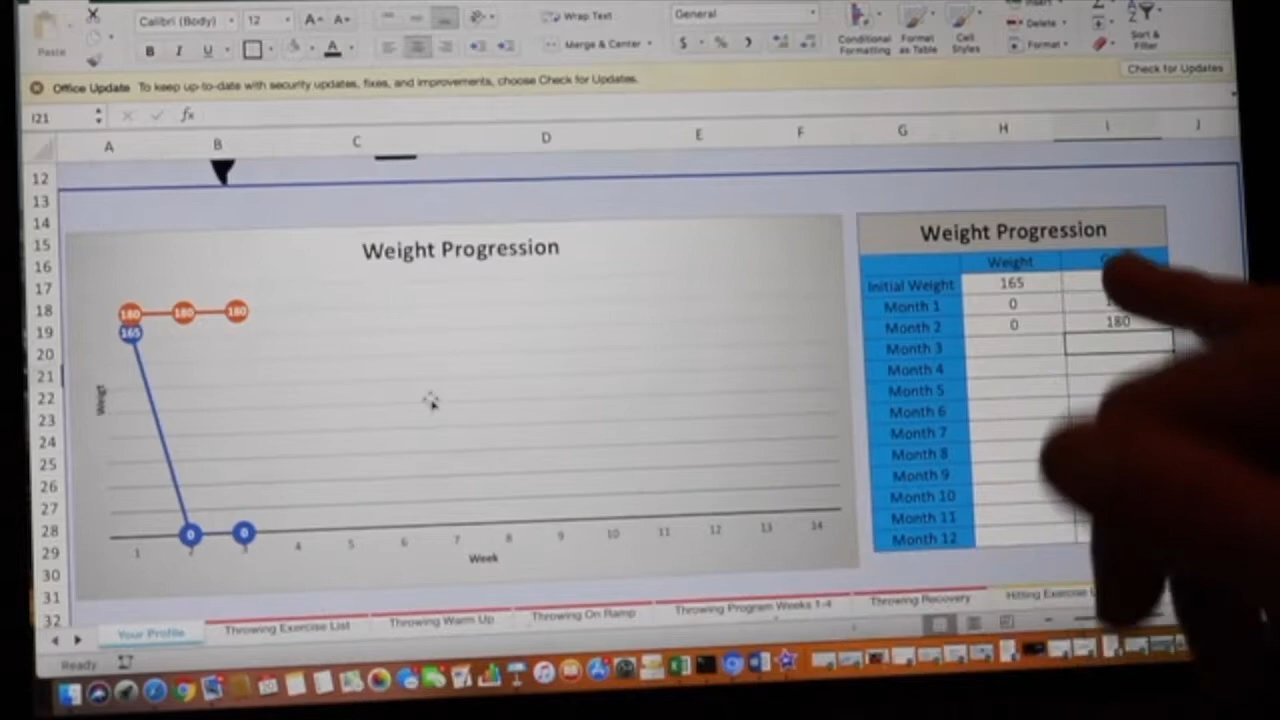 Paste
Calibri (Body) 12 A A
B I U A
Wrap Text
Merge & Center
General
$ % )
Conditional Formatting
Format as Table
Cell Styles
Delete
Format
Sort & Filter
Office Update To keep up-to-date with security updates, fixes, and improvements, choose Check for Updates.
Check for Updates
I21 fx
A B C D E F G H I J
12
13
14
15
16
17
18
19
20
21
22
23
24
25
26
27
28
29
30
31
32
Weight Progression
180 180 180
165
0 0
Weigt
1 2 3 4 5 6 7 8 9 10 11 12 13 14
Week
Weight Progression
Weight
Initial Weight 165
Month 1 0
Month 2 0 180
Month 3
Month 4
Month 5
Month 6
Month 7
Month 8
Month 9
Month 10
Month 11
Month 12
Your Profile Throwing Exercise List Throwing Warm Up Throwing On Ramp Throwing Program Weeks 1-4 Throwing Recovery Hitting Exercise
Ready